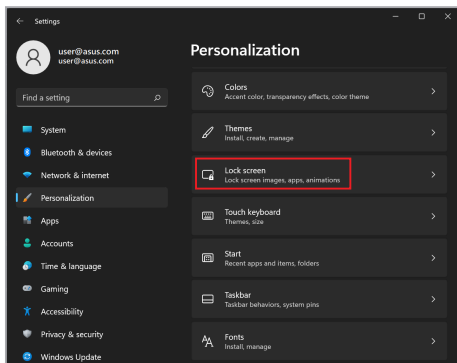 Settings
user@asus.com
user@asus.com
Find a setting
System
Bluetooth & devices
Network & internet
Personalization
Apps
Accounts
Time & language
Gaming
Accessibility
Privacy & security
Windows Update
Personalization
Colors
Accent color, transparency effects, color theme
Themes
Install, create, manage
Lock screen
Lock screen images, apps, animations
Touch keyboard
Themes, size
Start
Recent apps and items, folders
Taskbar
Taskbar behaviors, system pins
Fonts
Install, manage